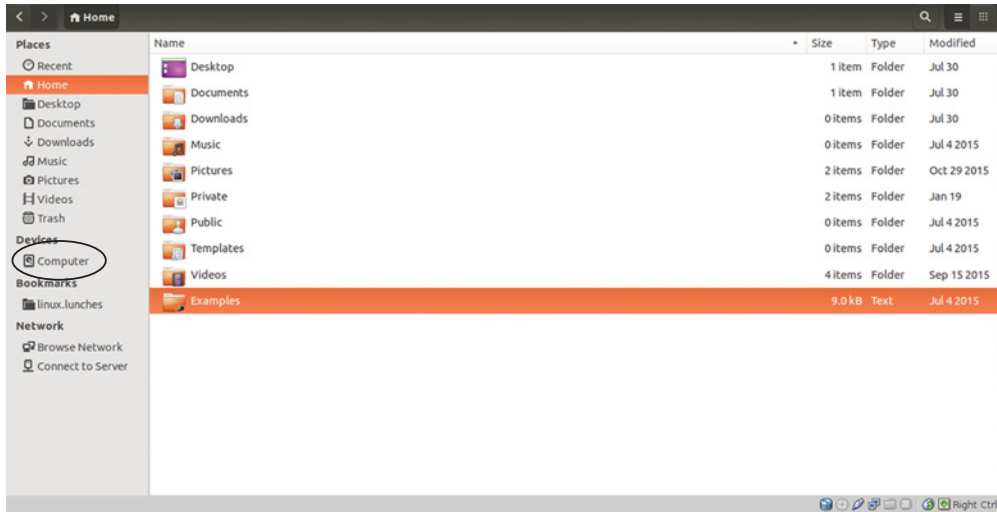 Home
Places
Name Size Type Modified
Recent
Home
Desktop
Documents
Downloads
Music
Pictures
Videos
Trash
Devices
Computer
Bookmarks
linux.lunches
Network
Browse Network
Connect to Server
Desktop 1 item Folder Jul 30
Documents 1 item Folder Jul 30
Downloads 0 items Folder Jul 30
Music 0 items Folder Jul 4 2015
Pictures 2 items Folder Oct 29 2015
Private 2 items Folder Jan 19
Public 0 items Folder Jul 4 2015
Templates 0 items Folder Jul 4 2015
Videos 4 items Folder Sep 15 2015
Examples 9.0 kB Text Jul 4 2015
Right Ctrl